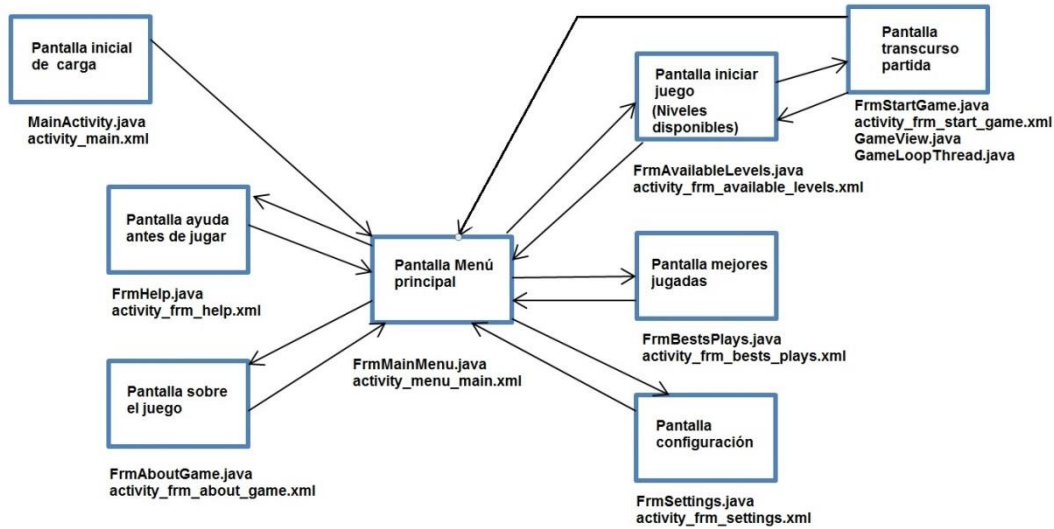 Pantalla inicial
de carga
MainActivity.java
activity_main.xml
Pantalla iniciar
juego
(Niveles
disponibles)
FrmAvailableLevels.java
activity_frm_available_levels.xml
Pantalla
transcurso
partida
FrmStartGame.java
activity_frm_start_game.xml
GameView.java
GameLoopThread.java
Pantalla ayuda
antes de jugar
FrmHelp.java
activity_frm_help.xml
Pantalla Menú
principal
FrmMainMenu.java
activity_menu_main.xml
Pantalla mejores
jugadas
FrmBestsPlays.java
activity_frm_bests_plays.xml
Pantalla sobre
el juego
FrmAboutGame.java
activity_frm_about_game.xml
Pantalla
configuración
FrmSettings.java
activity_frm_settings.xml